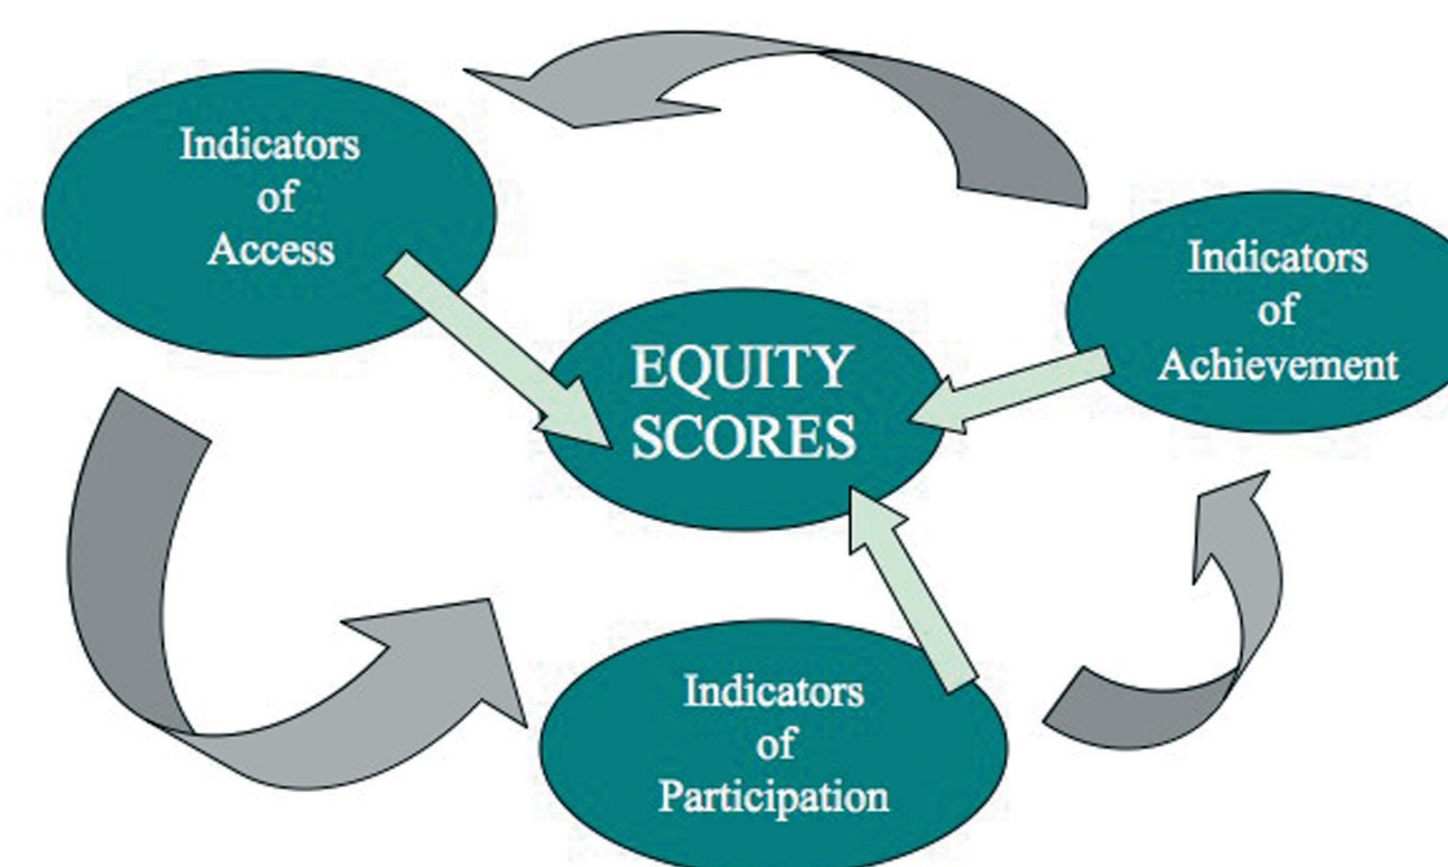 Indicators
of
Access
Indicators
of
Achievement
EQUITY
SCORES
Indicators
of
Participation